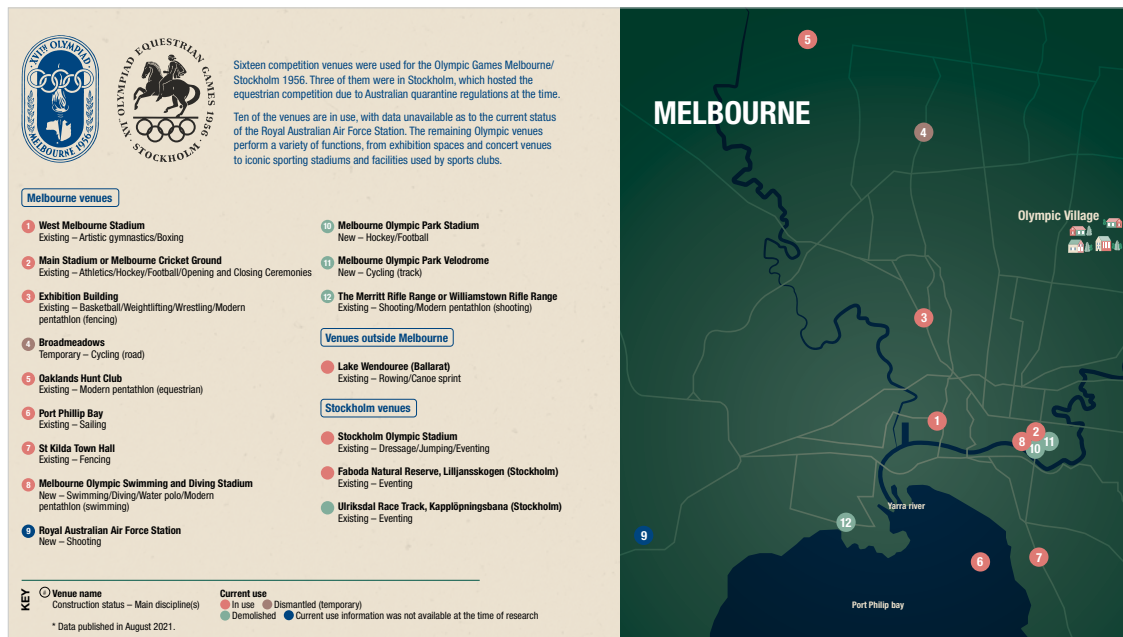 XVITH OLYMPIAD
MELBOURNE 1956
XVIth OLYMPIAD EQUESTRIAN GAMES 1956
· STOCKHOLM ·
Sixteen competition venues were used for the Olympic Games Melbourne/
Stockholm 1956. Three of them were in Stockholm, which hosted the
equestrian competition due to Australian quarantine regulations at the time.
Ten of the venues are in use, with data unavailable as to the current status
of the Royal Australian Air Force Station. The remaining Olympic venues
perform a variety of functions, from exhibition spaces and concert venues
to iconic sporting stadiums and facilities used by sports clubs.
Melbourne venues
1 West Melbourne Stadium
Existing – Artistic gymnastics/Boxing
2 Main Stadium or Melbourne Cricket Ground
Existing – Athletics/Hockey/Football/Opening and Closing Ceremonies
3 Exhibition Building
Existing – Basketball/Weightlifting/Wrestling/Modern
pentathlon (fencing)
4 Broadmeadows
Temporary – Cycling (road)
5 Oaklands Hunt Club
Existing – Modern pentathlon (equestrian)
6 Port Phillip Bay
Existing – Sailing
7 St Kilda Town Hall
Existing – Fencing
8 Melbourne Olympic Swimming and Diving Stadium
New – Swimming/Diving/Water polo/Modern
pentathlon (swimming)
9 Royal Australian Air Force Station
New – Shooting
10 Melbourne Olympic Park Stadium
New – Hockey/Football
11 Melbourne Olympic Park Velodrome
New – Cycling (track)
12 The Merritt Rifle Range or Williamstown Rifle Range
Existing – Shooting/Modern pentathlon (shooting)
Venues outside Melbourne
Lake Wendouree (Ballarat)
Existing – Rowing/Canoe sprint
Stockholm venues
Stockholm Olympic Stadium
Existing – Dressage/Jumping/Eventing
Faboda Natural Reserve, Lilljansskogen (Stockholm)
Existing – Eventing
Ulriksdal Race Track, Kapplöpningsbana (Stockholm)
Existing – Eventing
KEY
# Venue name
Construction status – Main discipline(s)
* Data published in August 2021.
Current use
In use Dismantled (temporary)
Demolished Current use information was not available at the time of research
5
MELBOURNE
4
Olympic Village
3
1
2
8
11
10
Yarra river
12
9
6
7
Port Philip bay